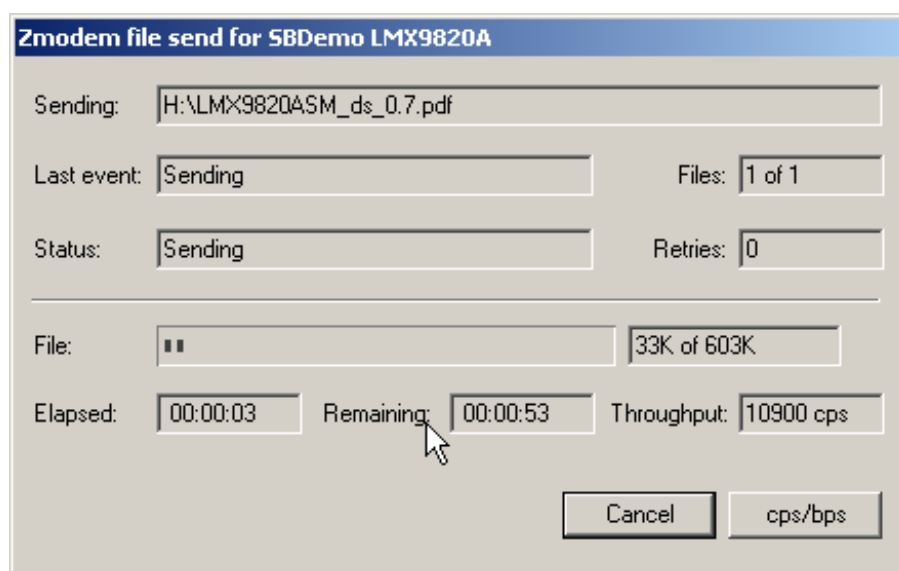 Zmodem file send for SBDemo LMX9820A
Sending: H:\LMX9820ASM_ds_0.7.pdf
Last event: Sending Files: 1 of 1
Status: Sending Retries: 0
File: 33K of 603K
Elapsed: 00:00:03 Remaining: 00:00:53 Throughput: 10900 cps
Cancel cps/bps